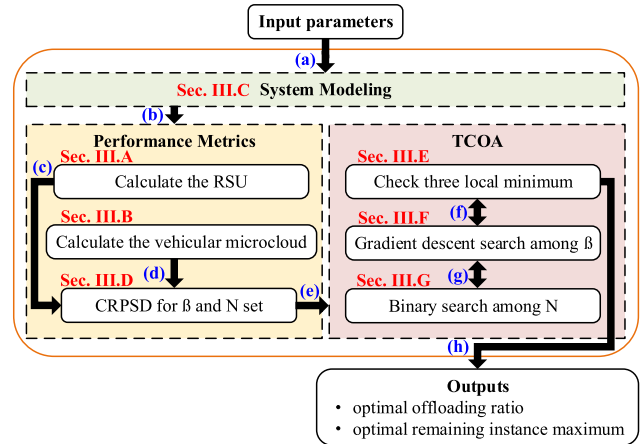 Input parameters
(a)
Sec. III.C System Modeling
(b)
Performance Metrics
Sec. III.A
(c)
Calculate the RSU
Sec. III.B
Calculate the vehicular microcloud
(d)
Sec. III.D
CRPSD for ß and N set
(e)
TCOA
Sec. III.E
Check three local minimum
(f)
Sec. III.F
Gradient descent search among ß
(g)
Sec. III.G
Binary search among N
(h)
Outputs
• optimal offloading ratio
• optimal remaining instance maximum